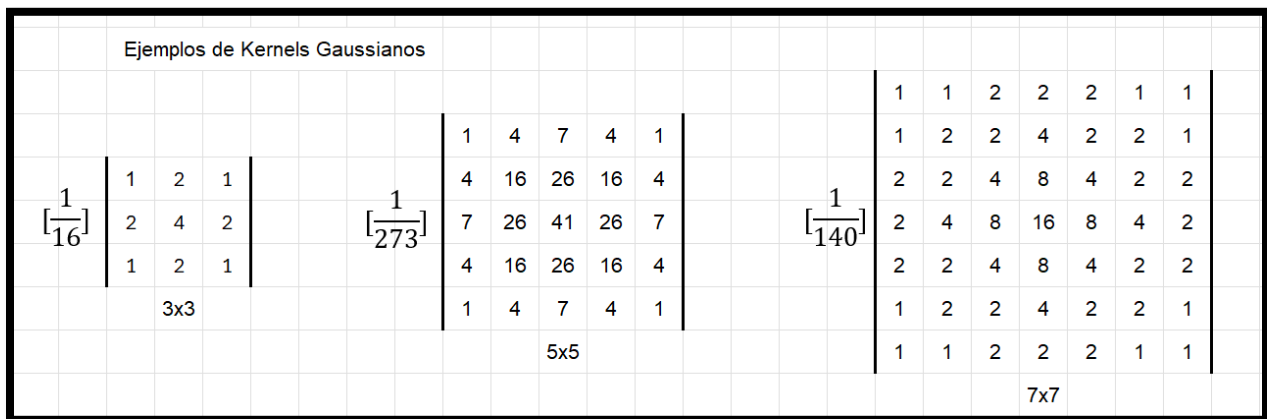 Ejemplos de Kernels Gaussianos
[1/16]
1 2 1
2 4 2
1 2 1
3x3
[1/273]
1 4 7 4 1
4 16 26 16 4
7 26 41 26 7
4 16 26 16 4
1 4 7 4 1
5x5
[1/140]
1 1 2 2 2 1 1
1 2 2 4 2 2 1
2 2 4 8 4 2 2
2 4 8 16 8 4 2
2 2 4 8 4 2 2
1 2 2 4 2 2 1
1 1 2 2 2 1 1
7x7